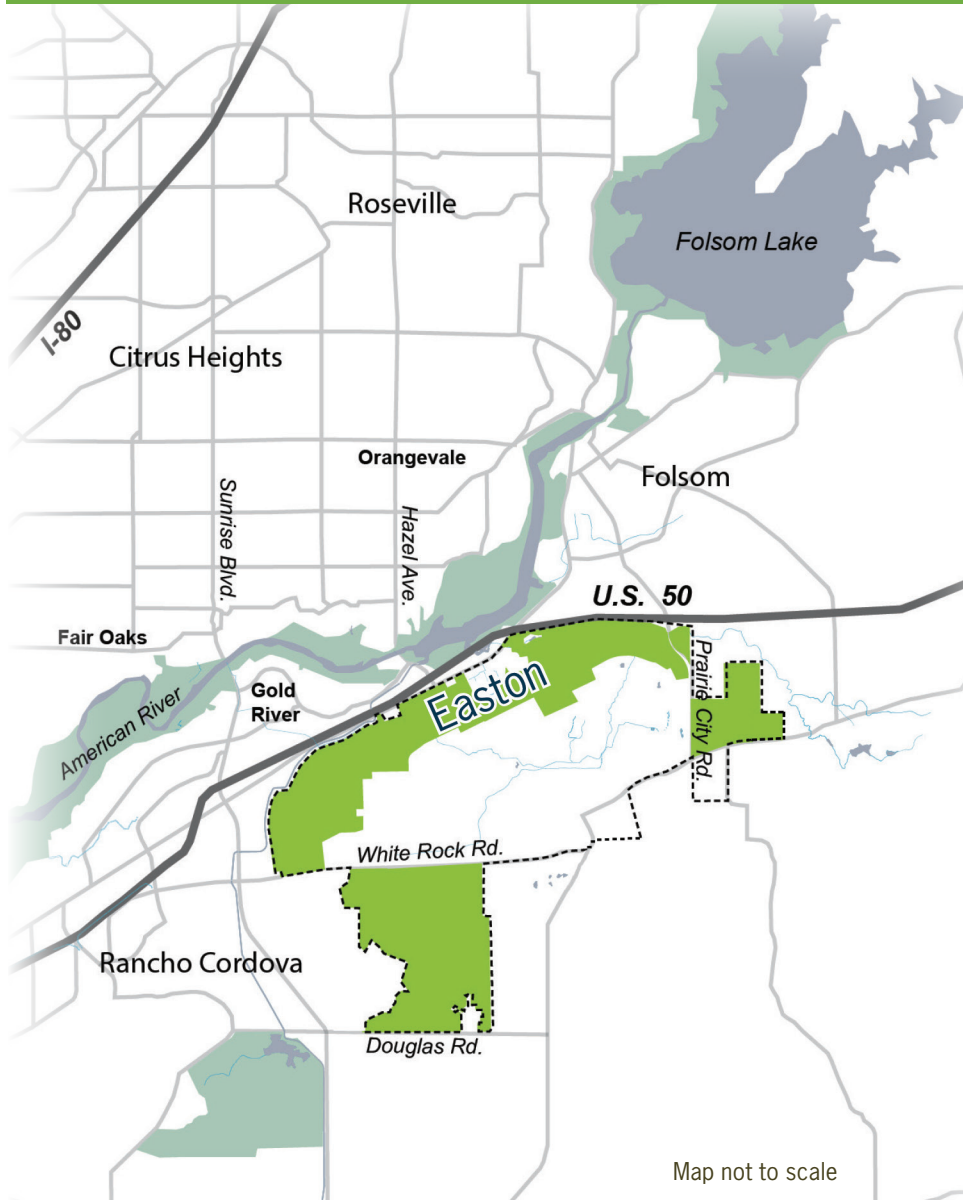 Roseville
Folsom Lake
I-80
Citrus Heights
Orangevale
Folsom
Sunrise Blvd.
Hazel Ave.
U.S. 50
Fair Oaks
Prairie City Rd.
Gold
River
Easton
American River
White Rock Rd.
Rancho Cordova
Douglas Rd.
Map not to scale